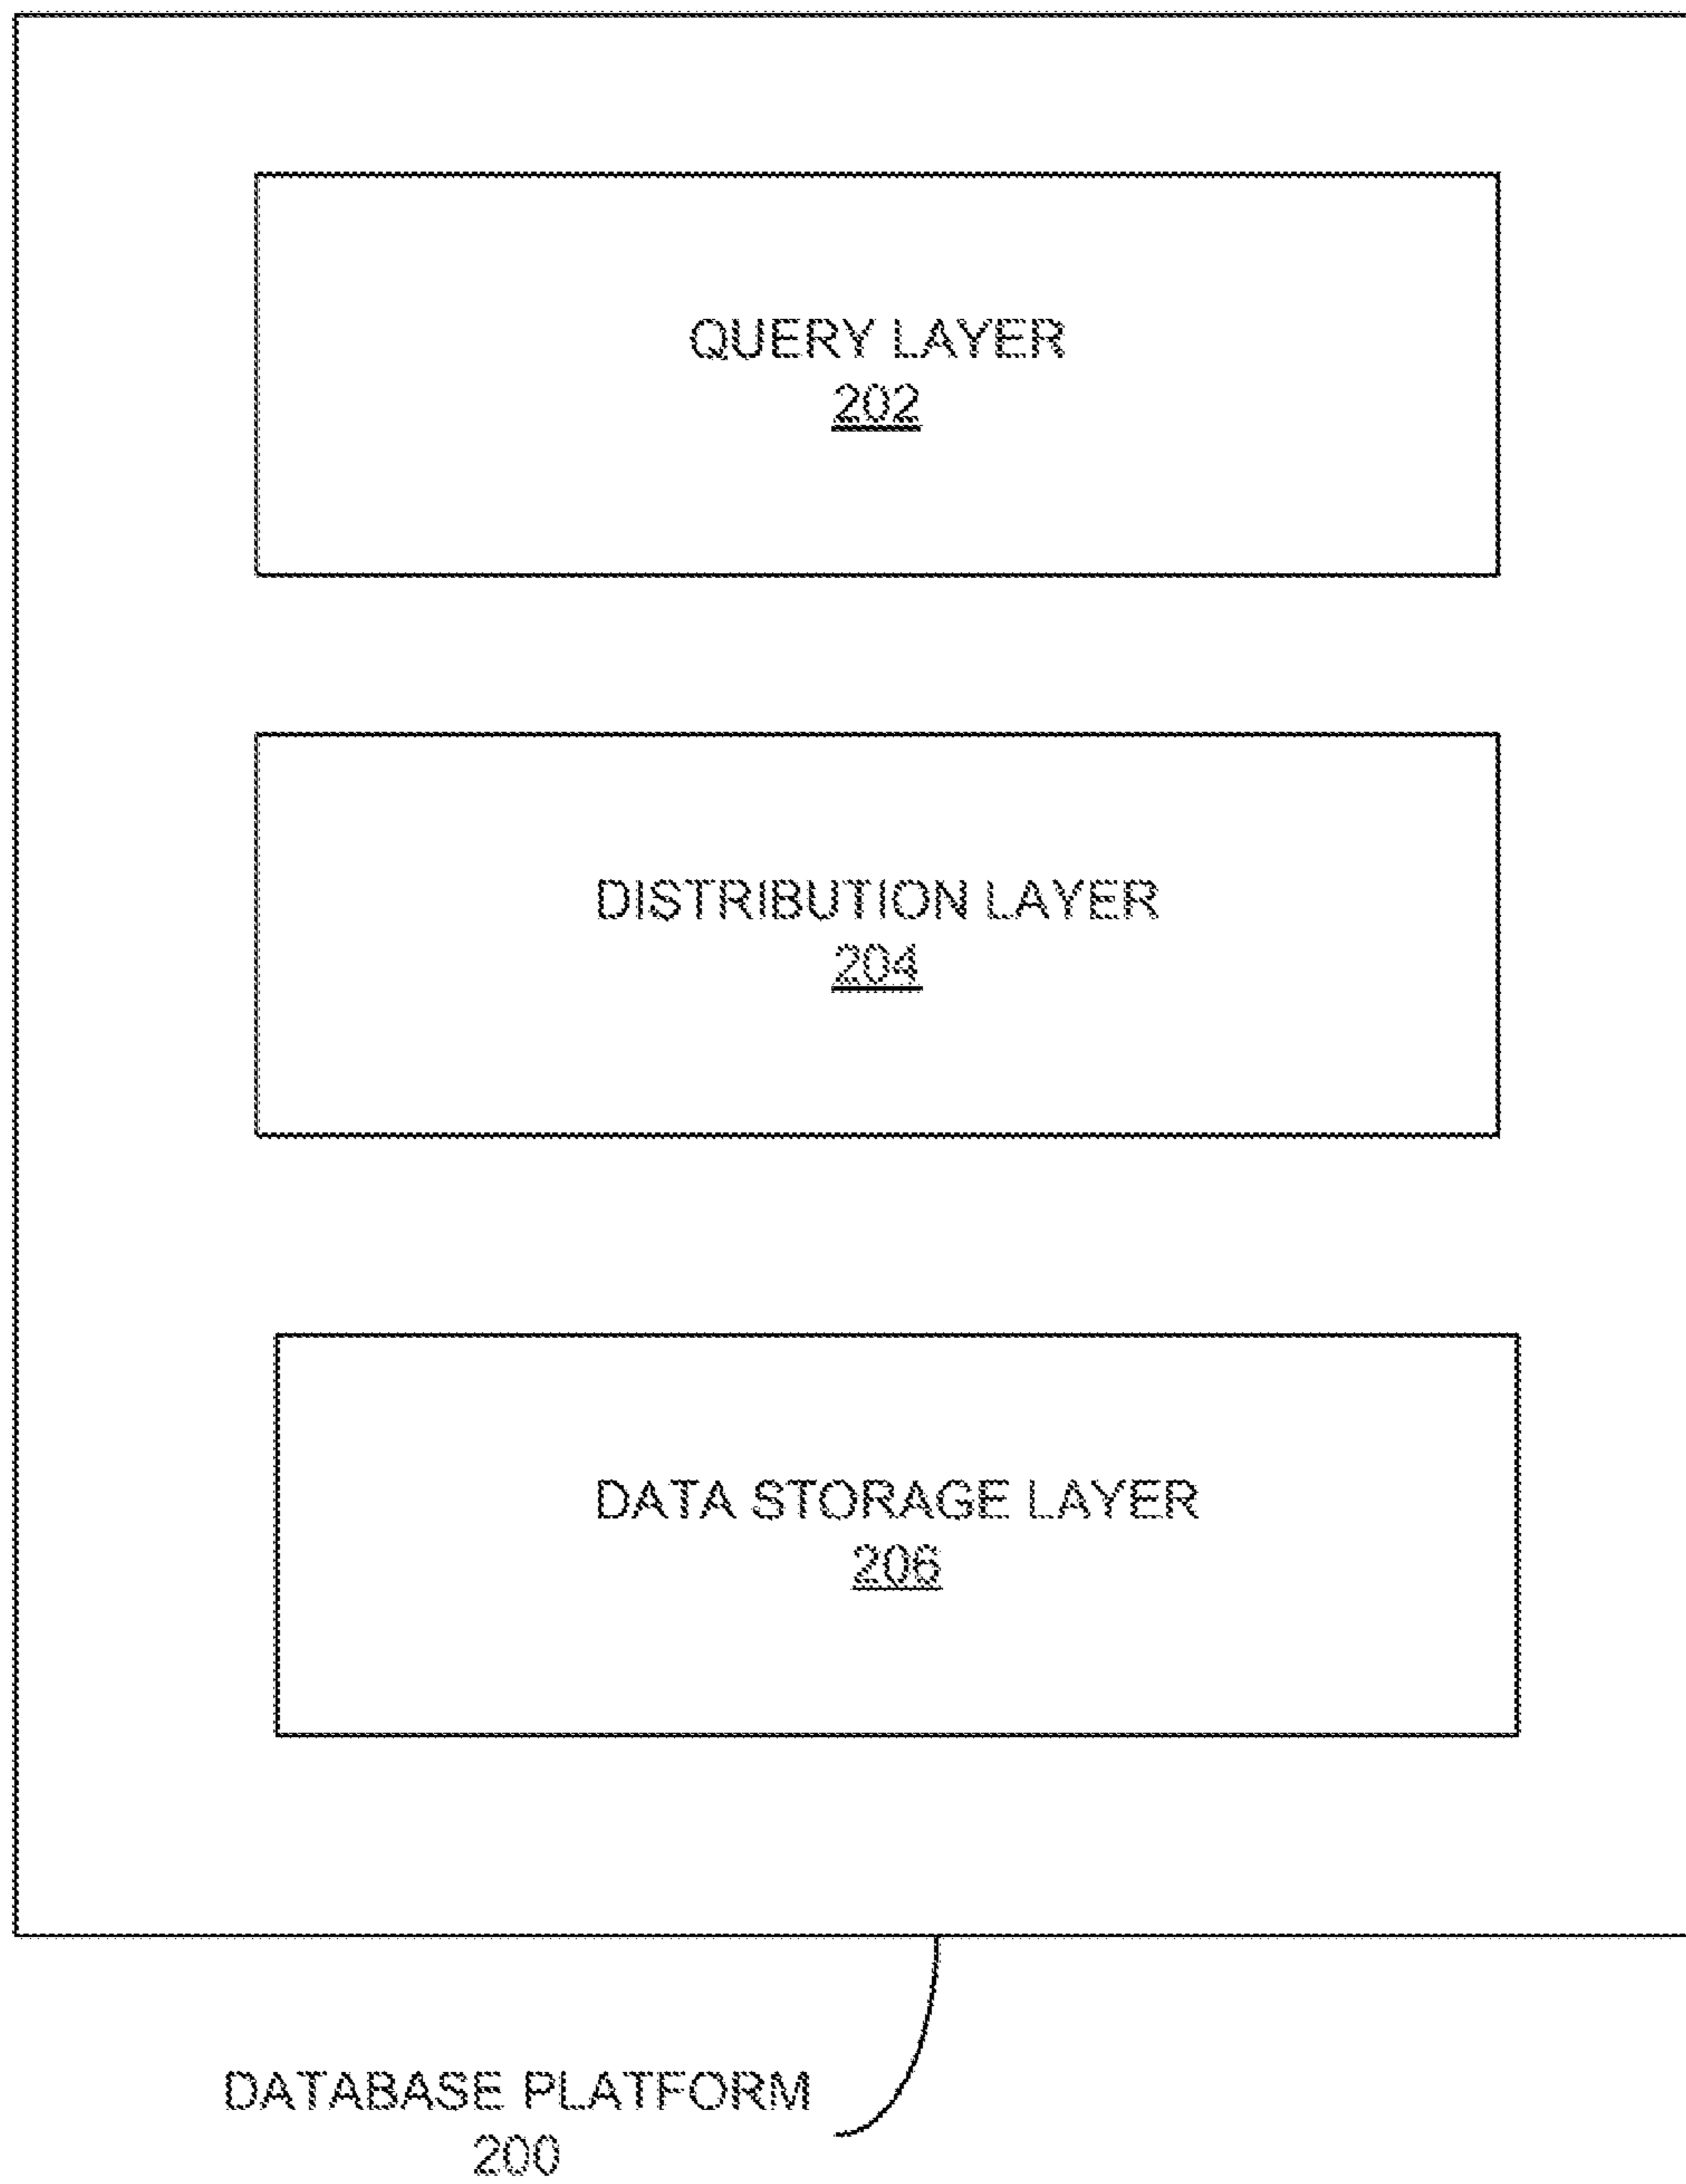 QUERY LAYER
202
DISTRIBUTION LAYER
204
DATA STORAGE LAYER
206
DATABASE PLATFORM
200